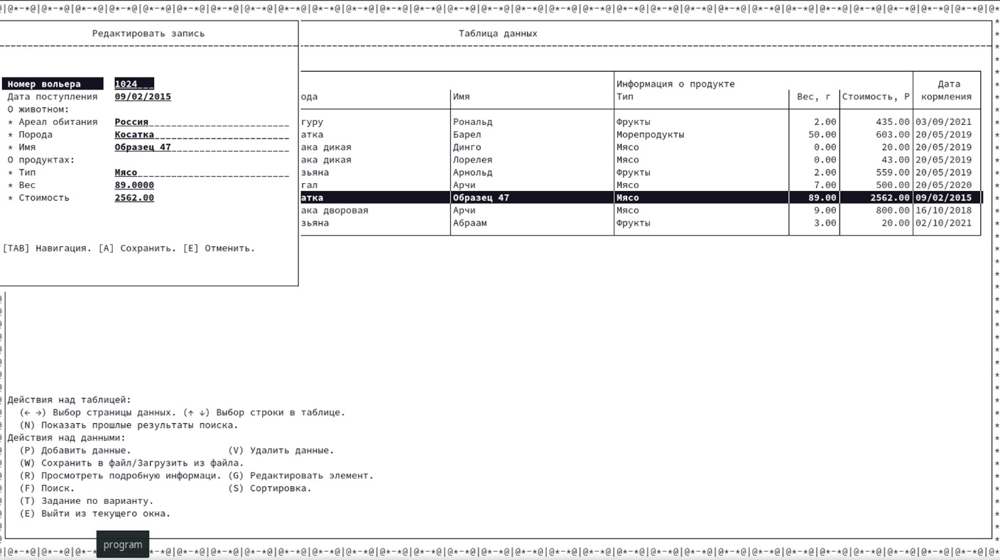 @|@*-*@|@*-*@|@*-*@|@*-*@|@*-*@|@*-*@|@*-*@|@*-*@|@*-*@|@*-*@|@*-*@|@*-*@|@*-*@|@*-*@|@*-*@|@*-*@|@*-*@|@*-*@|@*-*@|@*-*@|@*-*@|@*-*@|@*-*@|@*-*@|@*-*@|@*-*@|@*-*@|@*-*@|@*
Редактировать запись
Номер вольера 1024
Дата поступления 09/02/2015
О животном:
* Ареал обитания Россия
* Порода Косатка
* Имя Образец 47
О продуктах:
* Тип Мясо
* Вес 89.0000
* Стоимость 2562.00
[TAB] Навигация. [A] Сохранить. [E] Отменить.
Таблица данных
Информация о продукте Дата
ода Имя Тип Вес, г Стоимость, Р кормления
гуру Рональд Фрукты 2.00 435.00 03/09/2021
атка Барел Морепродукты 50.00 603.00 20/05/2019
ака дикая Динго Мясо 0.00 20.00 20/05/2019
ака дикая Лорелея Мясо 0.00 43.00 20/05/2019
зьяна Арнольд Фрукты 2.00 559.00 20/05/2019
гал Арчи Мясо 7.00 500.00 20/05/2020
атка Образец 47 Мясо 89.00 2562.00 09/02/2015
ака дворовая Арчи Мясо 9.00 800.00 16/10/2018
зьяна Абраам Фрукты 3.00 20.00 02/10/2021
Действия над таблицей:
(← →) Выбор страницы данных. (↑ ↓) Выбор строки в таблице.
(N) Показать прошлые результаты поиска.
Действия над данными:
(P) Добавить данные. (V) Удалить данные.
(W) Сохранить в файл/Загрузить из файла.
(R) Просмотреть подробную информаци. (G) Редактировать элемент.
(F) Поиск. (S) Сортировка.
(T) Задание по варианту.
(E) Выйти из текущего окна.
program